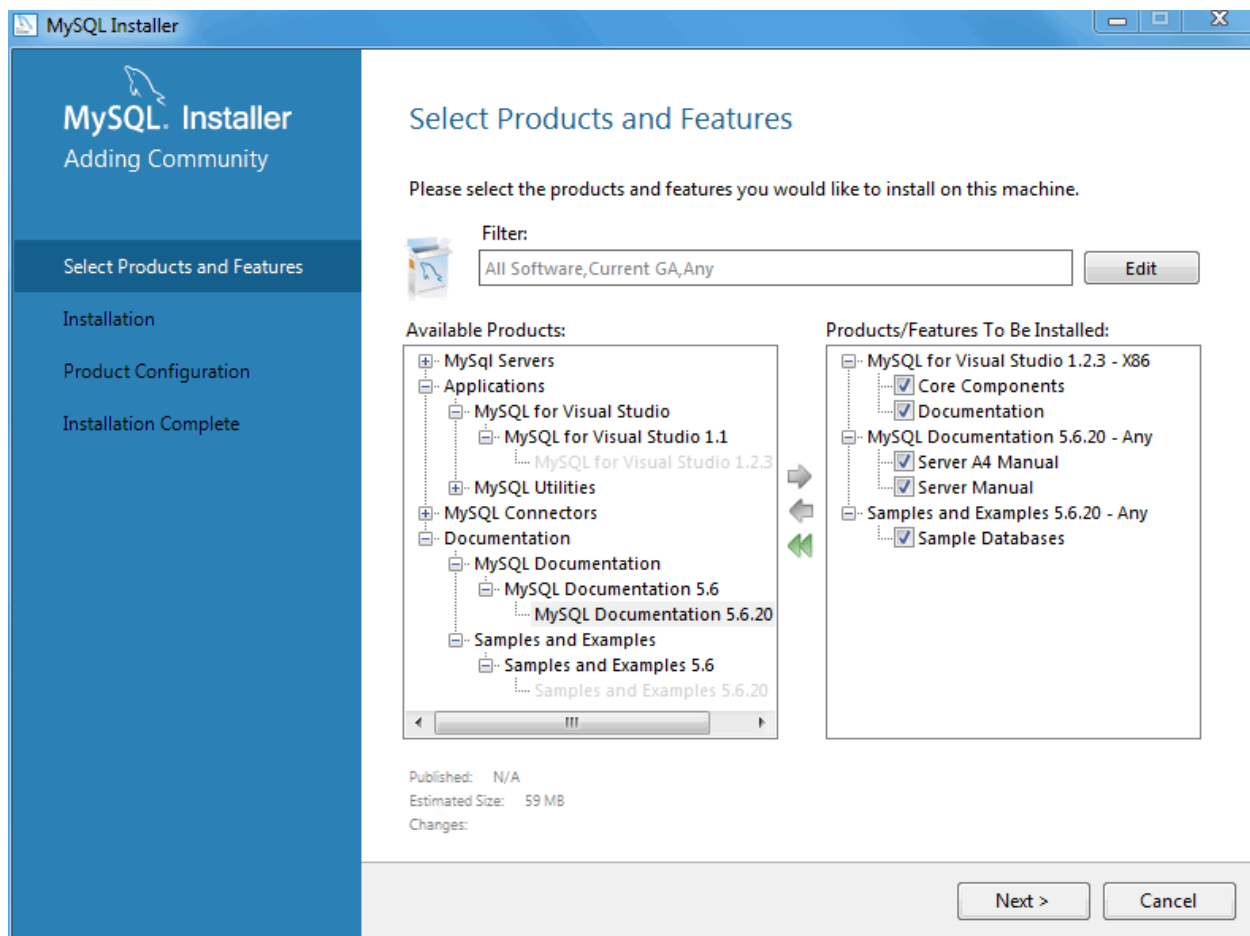 MySQL Installer
MySQL. Installer
Adding Community
Select Products and Features
Installation
Product Configuration
Installation Complete
Select Products and Features
Please select the products and features you would like to install on this machine.
Filter:
All Software,Current GA,Any
Edit
Available Products:
MySql Servers
Applications
MySQL for Visual Studio
MySQL for Visual Studio 1.1
MySQL for Visual Studio 1.2.3
MySQL Utilities
MySQL Connectors
Documentation
MySQL Documentation
MySQL Documentation 5.6
MySQL Documentation 5.6.20
Samples and Examples
Samples and Examples 5.6
Samples and Examples 5.6.20
Products/Features To Be Installed:
MySQL for Visual Studio 1.2.3 - X86
Core Components
Documentation
MySQL Documentation 5.6.20 - Any
Server A4 Manual
Server Manual
Samples and Examples 5.6.20 - Any
Sample Databases
Published: N/A
Estimated Size: 59 MB
Changes:
Next >
Cancel